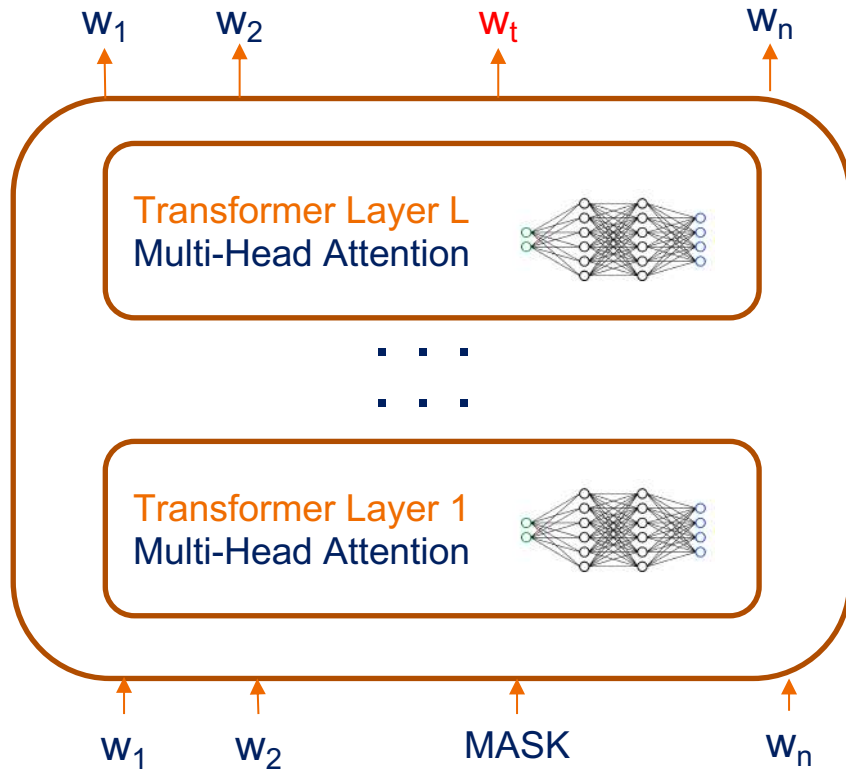 w₁ w₂ wₜ wₙ
Transformer Layer L
Multi-Head Attention
. . .
. . .
Transformer Layer 1
Multi-Head Attention
w₁ w₂ MASK wₙ